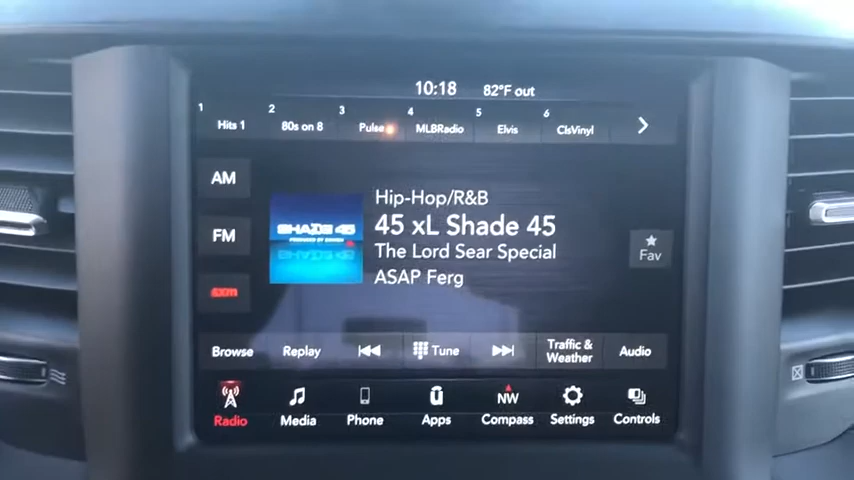 10:18 82°F out
1 2 3 4 5 6
Hits 1 80s on 8 Pulse MLBRadio Elvis ClsVinyl
AM
FM
sxm
SHADE 45
Hip-Hop/R&B
45 xL Shade 45
The Lord Sear Special
ASAP Ferg
Fav
Browse Replay Tune Traffic & Weather Audio
NW
Radio Media Phone Apps Compass Settings Controls